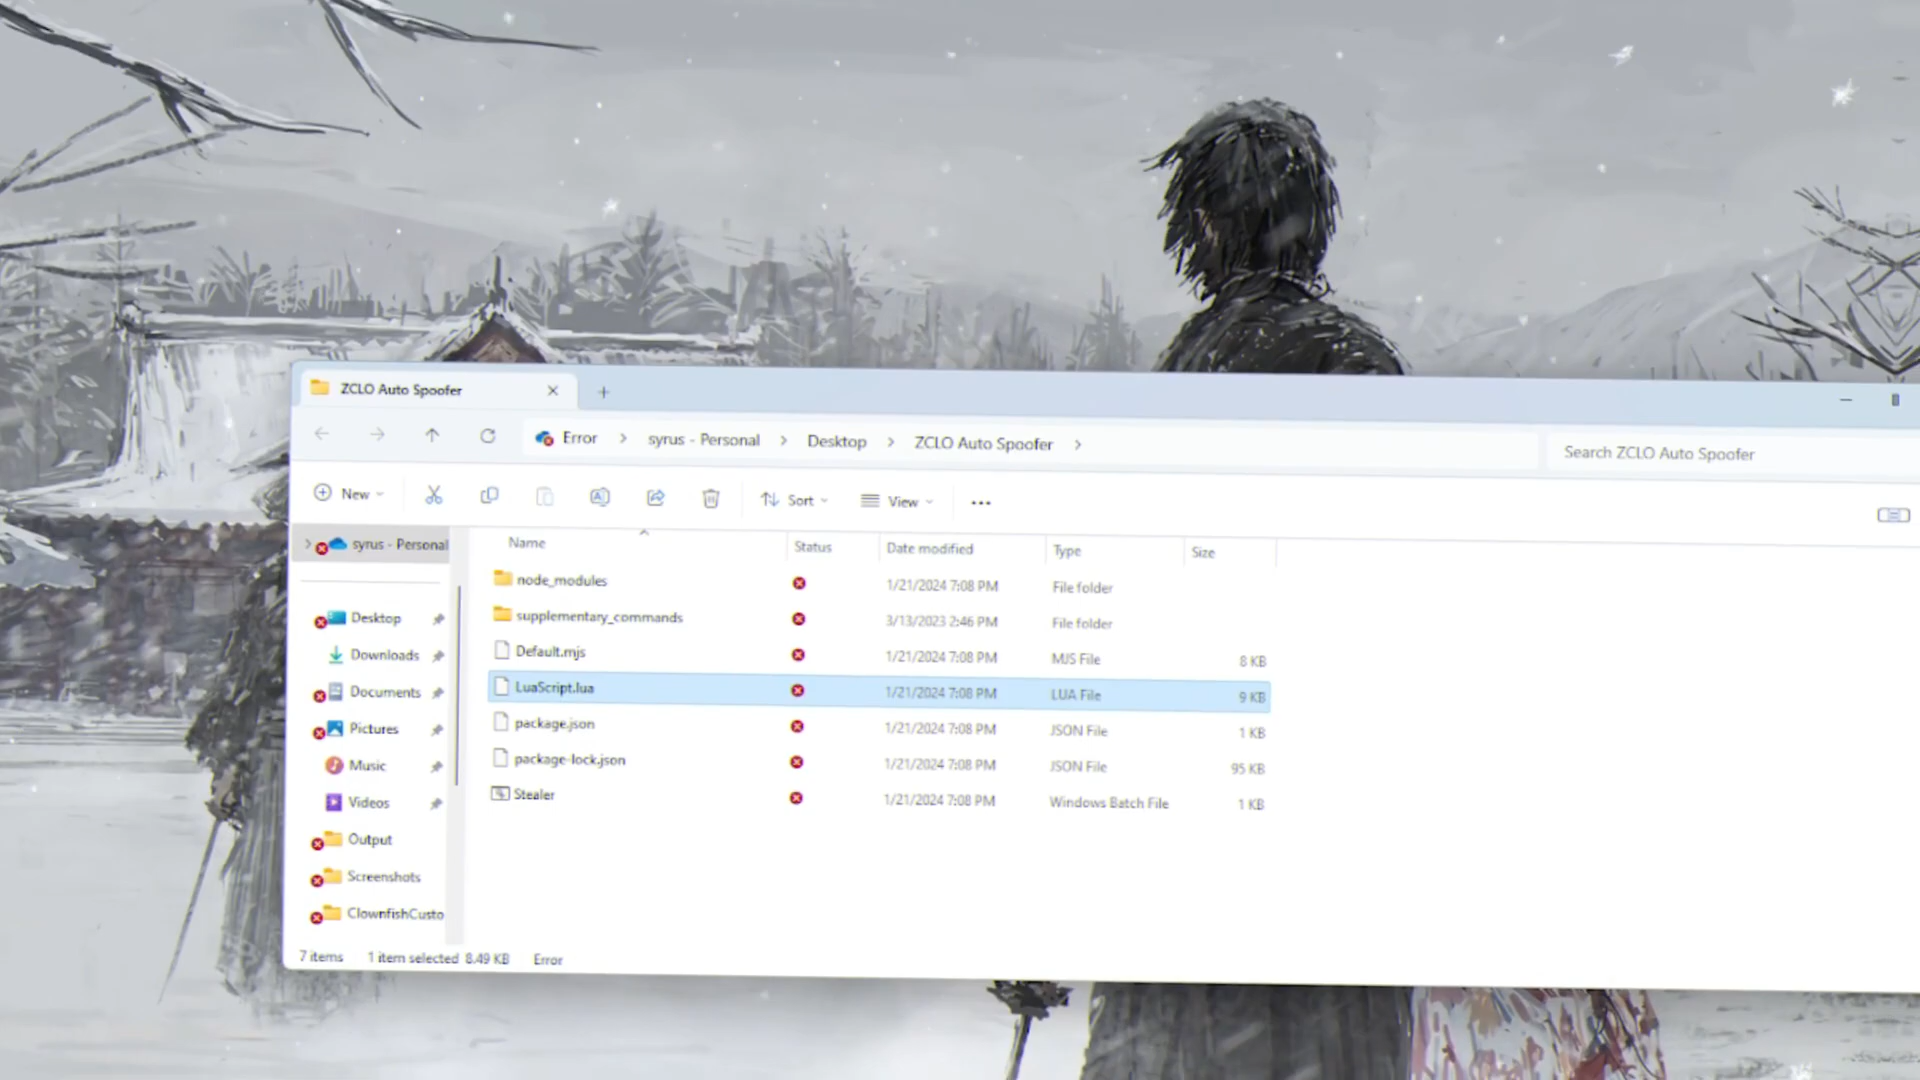 ZCLO Auto Spoofer
Error > syrus - Personal > Desktop > ZCLO Auto Spoofer >
Search ZCLO Auto Spoofer
New
Sort
View
syrus - Personal
Desktop
Downloads
Documents
Pictures
Music
Videos
Output
Screenshots
ClownfishCusto
Name Status Date modified Type Size
node_modules 1/21/2024 7:08 PM File folder
supplementary_commands 3/13/2023 2:46 PM File folder
Default.mjs 1/21/2024 7:08 PM MJS File 8 KB
LuaScript.lua 1/21/2024 7:08 PM LUA File 9 KB
package.json 1/21/2024 7:08 PM JSON File 1 KB
package-lock.json 1/21/2024 7:08 PM JSON File 95 KB
Stealer 1/21/2024 7:08 PM Windows Batch File 1 KB
7 items 1 item selected 8.49 KB Error